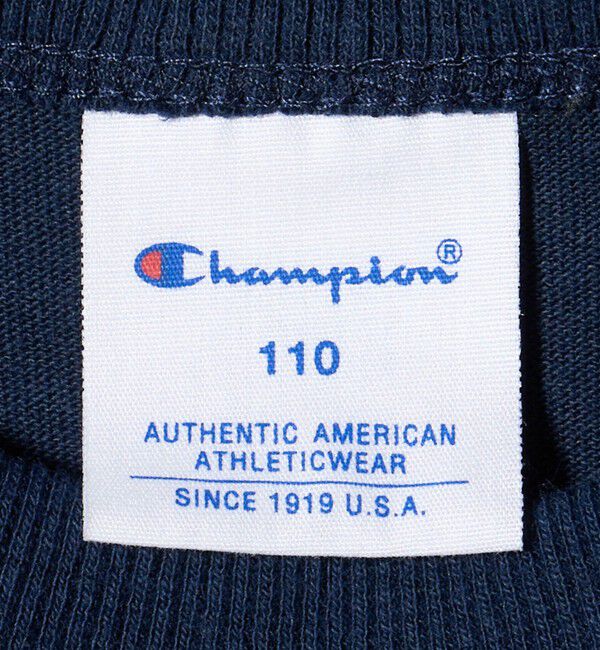 Champion®
110
AUTHENTIC AMERICAN
ATHLETICWEAR
SINCE 1919 U.S.A.